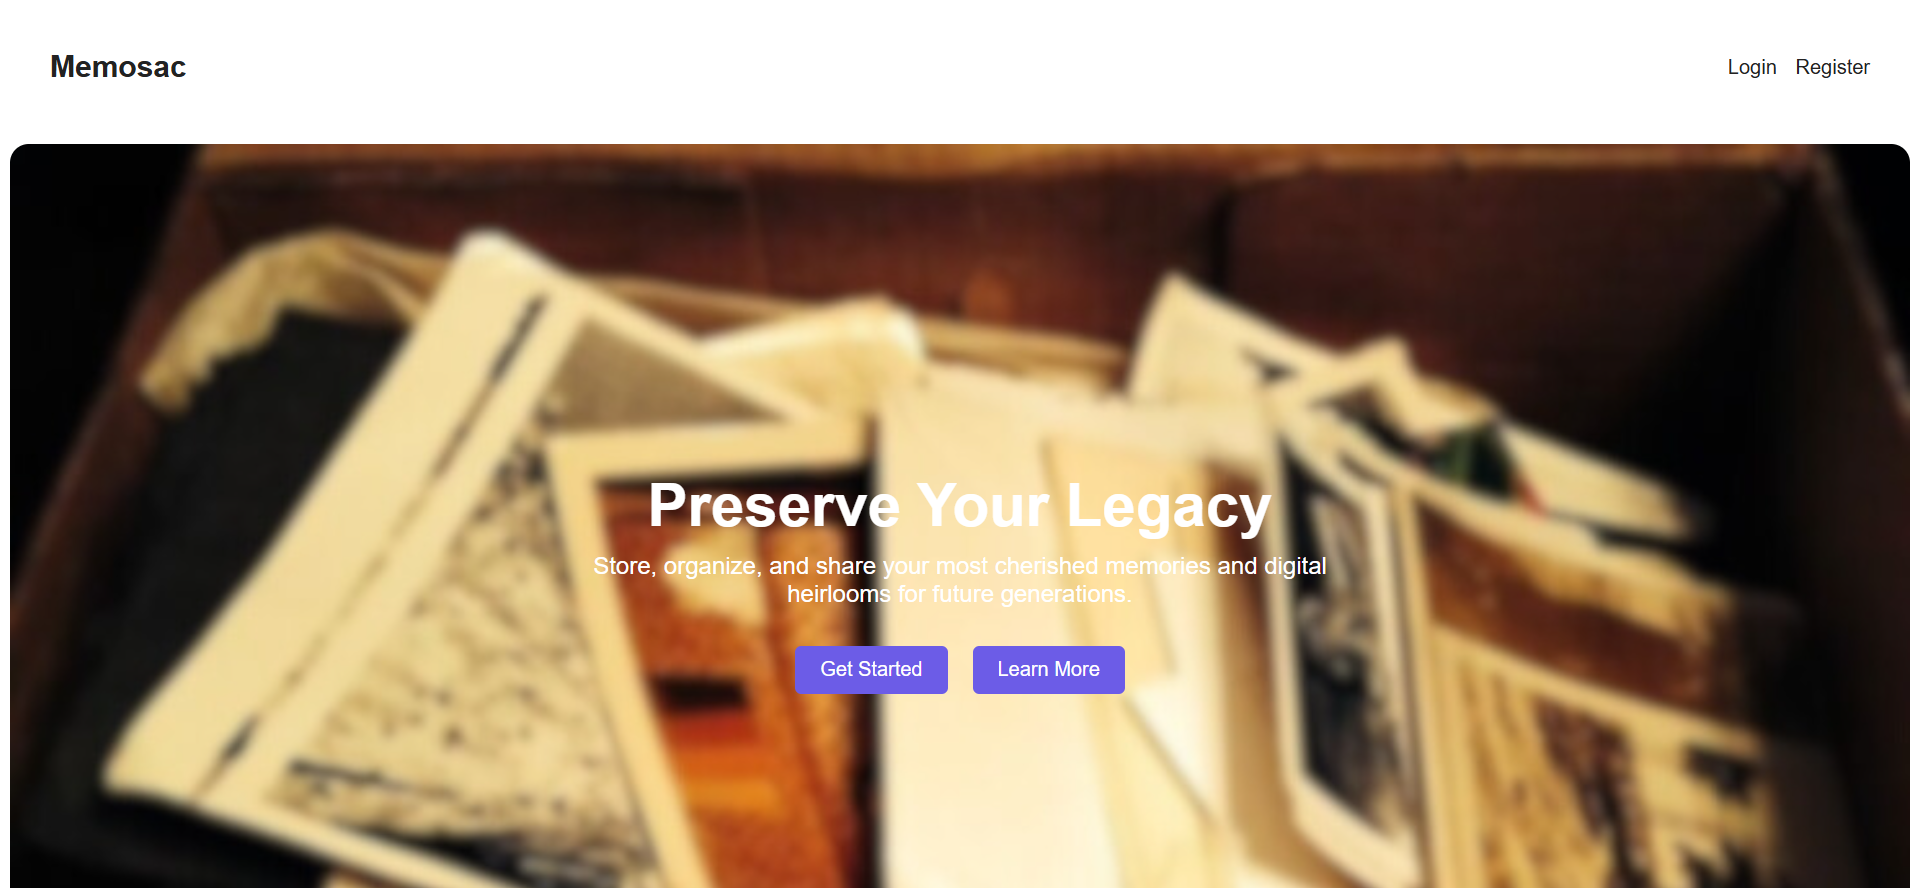 Memosac
Login
Register
Preserve Your Legacy
Store, organize, and share your most cherished memories and digital
heirlooms for future generations.
Get Started
Learn More